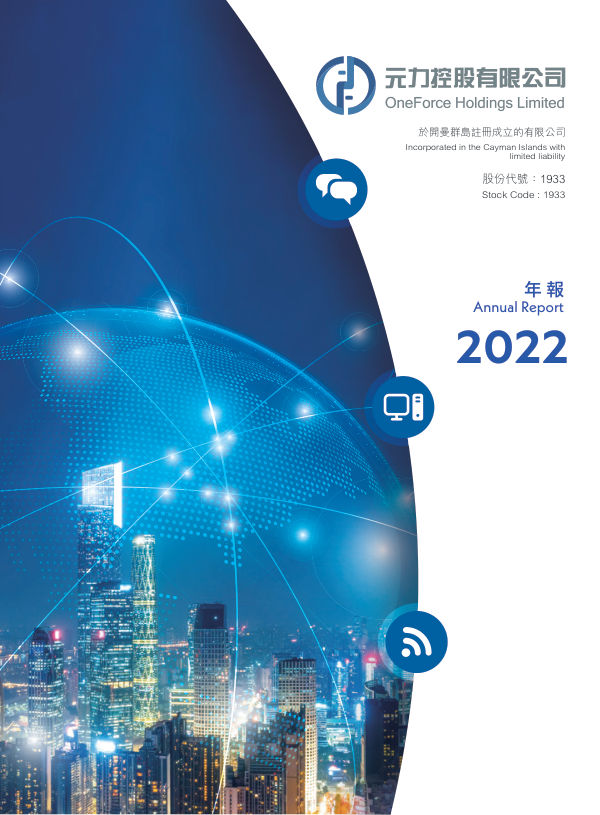 元力控股有限公司
OneForce Holdings Limited
於開曼群島註冊成立的有限公司
Incorporated in the Cayman Islands with
limited liability
股份代號：1933
Stock Code : 1933
年報
Annual Report
2022